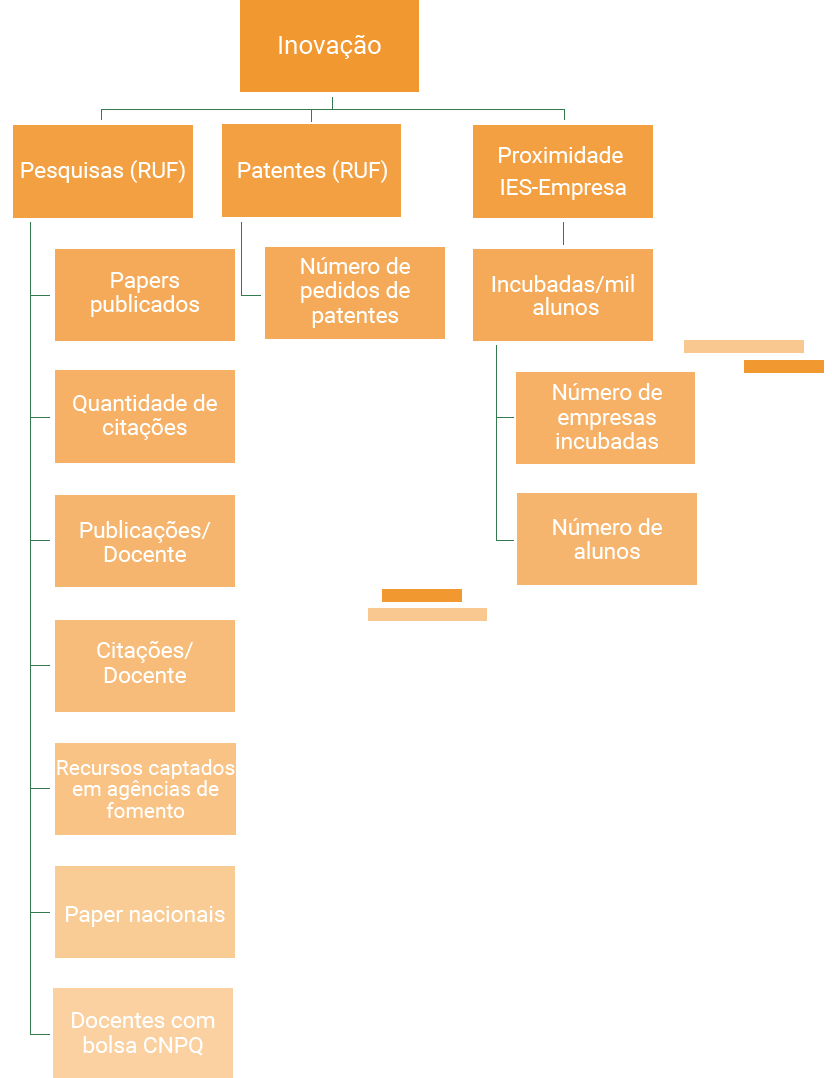 Inovação
Pesquisas (RUF)
Patentes (RUF)
Proximidade
IES-Empresa
Papers
publicados
Número de
pedidos de
patentes
Incubadas/mil
alunos
Quantidade de
citações
Número de
empresas
incubadas
Publicações/
Docente
Número de
alunos
Citações/
Docente
Recursos captados
em agências de
fomento
Paper nacionais
Docentes com
bolsa CNPQ